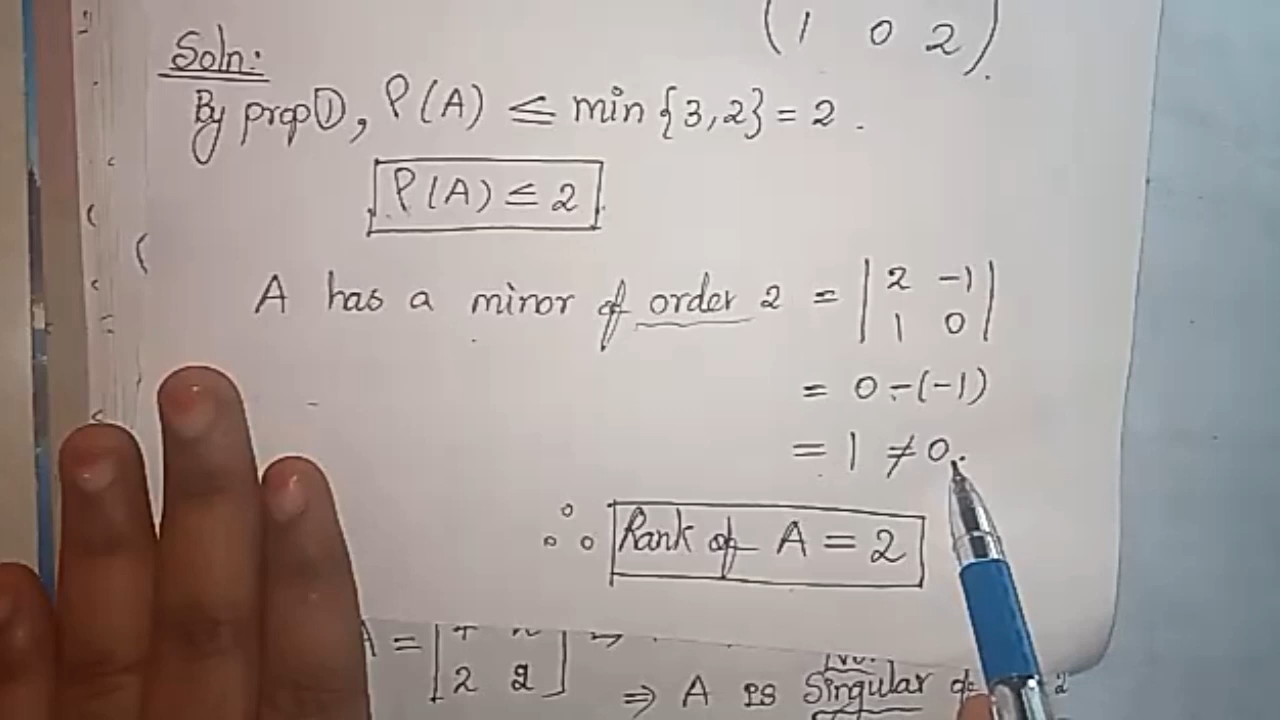 (1 0 2).
Soln:
By prop①, ρ(A) ≤ min {3,2} = 2.
ρ(A) ≤ 2
A has a minor of order 2 = | 2 -1 |
| 1 0 |
= 0-(-1)
= 1 ≠ 0.
∴ Rank of A = 2
A =
[2 2]
⇒ A is Singular
2